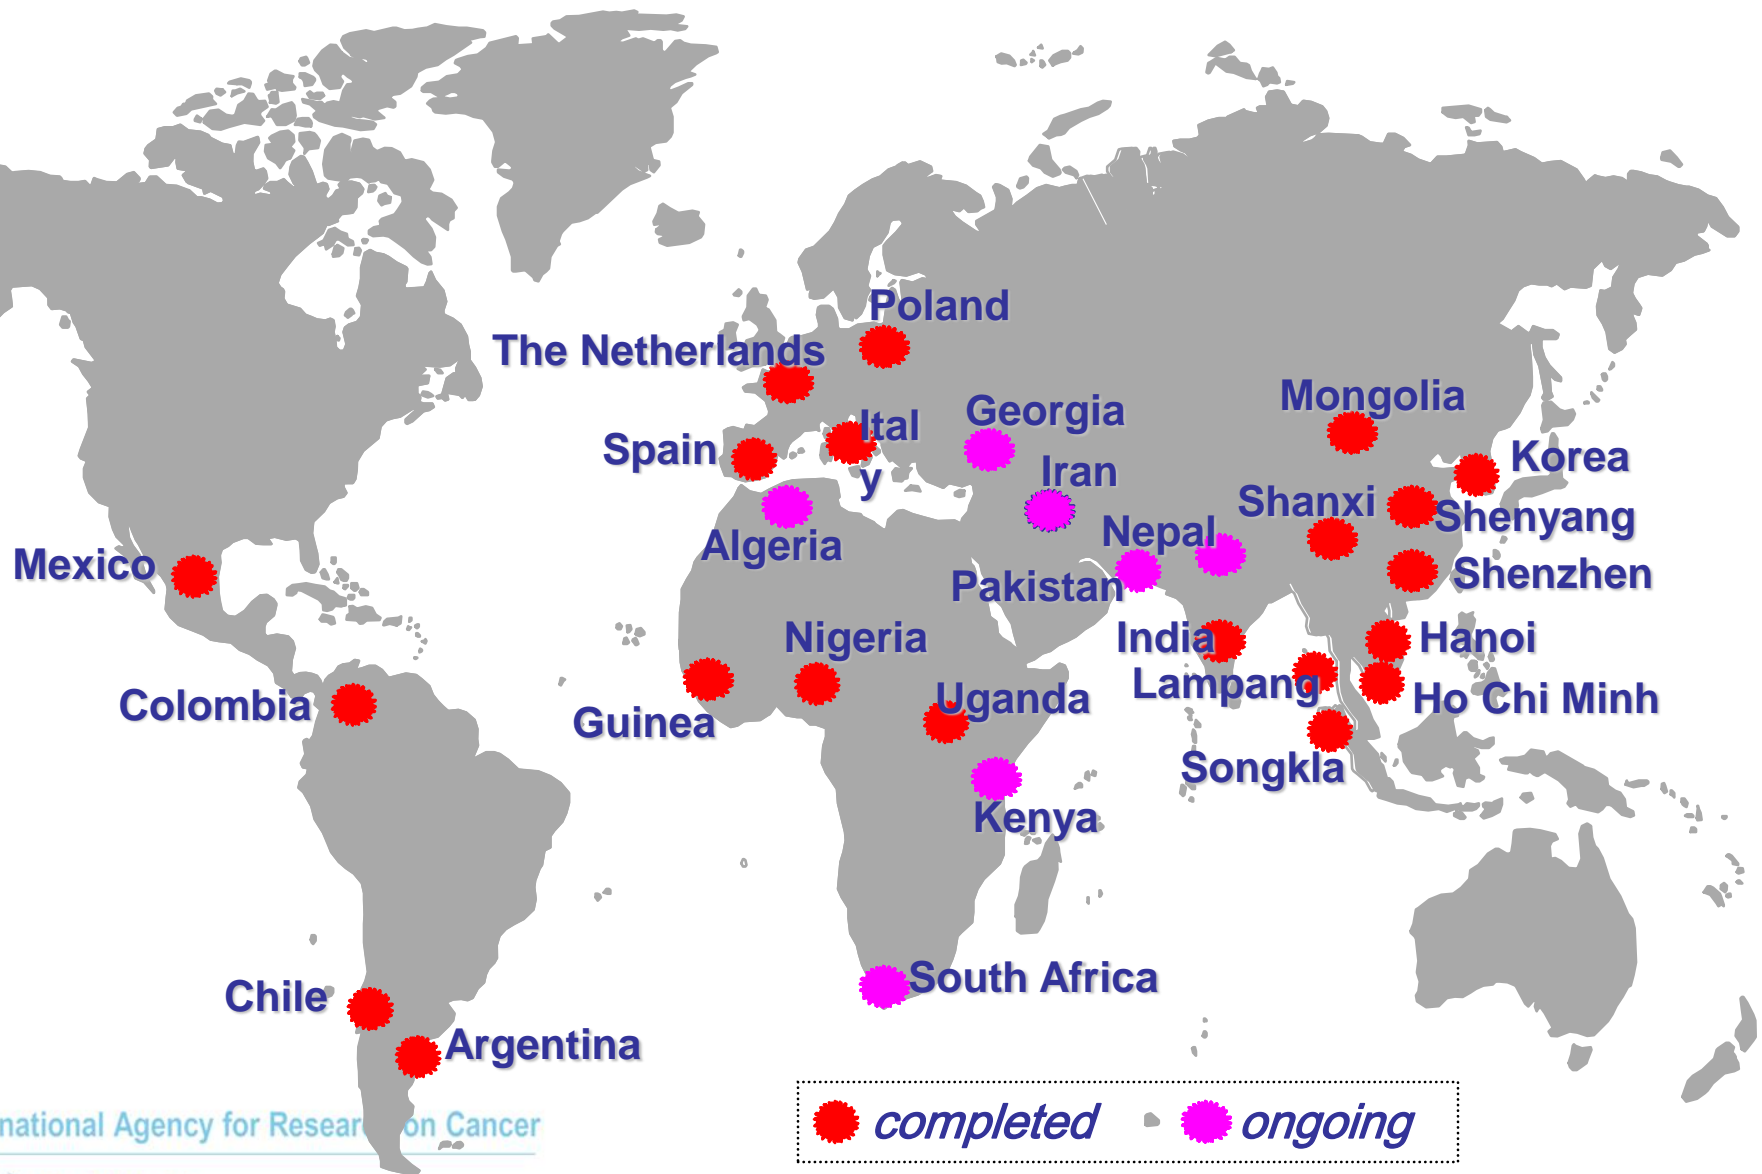 Poland
The Netherlands
Mongolia
Georgia
Ital
y
Spain
Korea
Iran
Shanxi
Shenyang
Nepal
Algeria
Mexico
Shenzhen
Pakistan
Nigeria
India
Hanoi
Lampang
Uganda
Ho Chi Minh
Colombia
Guinea
Songkla
Kenya
South Africa
Chile
Argentina
completed
ongoing
national Agency for Resear on Cancer